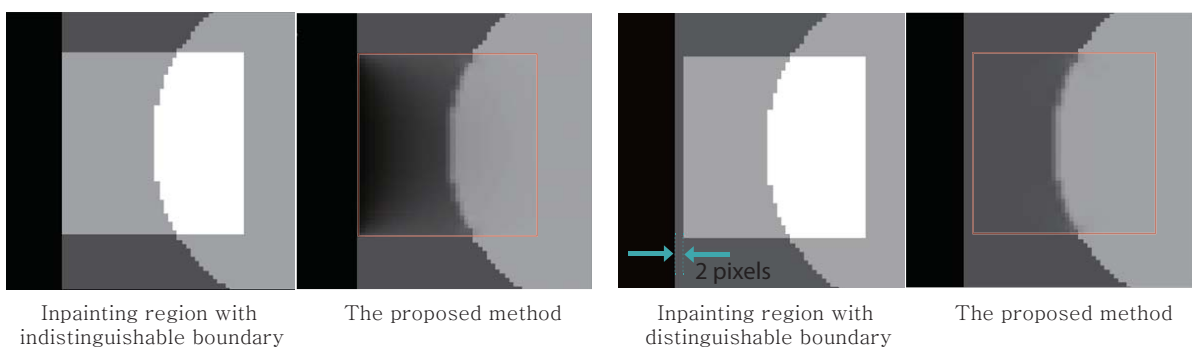 2 pixels
Inpainting region with
indistinguishable boundary
The proposed method
Inpainting region with
distinguishable boundary
The proposed method